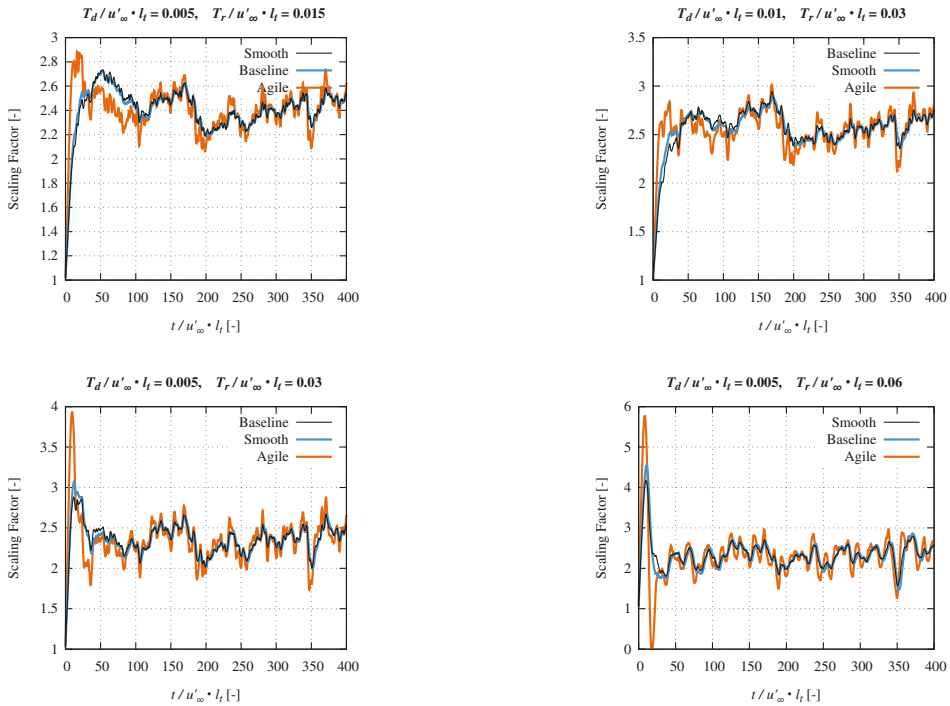 T_d / u'_∞ • l_t = 0.005, T_r / u'_∞ • l_t = 0.015
3
2.8
2.6
2.4
2.2
2
1.8
1.6
1.4
1.2
1
Scaling Factor [-]
Smooth
Baseline
Agile
0 50 100 150 200 250 300 350 400
t / u'_∞ • l_t [-]
T_d / u'_∞ • l_t = 0.01, T_r / u'_∞ • l_t = 0.03
3.5
3
2.5
2
1.5
1
Scaling Factor [-]
Baseline
Smooth
Agile
0 50 100 150 200 250 300 350 400
t / u'_∞ • l_t [-]
T_d / u'_∞ • l_t = 0.005, T_r / u'_∞ • l_t = 0.03
4
3.5
3
2.5
2
1.5
1
Scaling Factor [-]
Baseline
Smooth
Agile
0 50 100 150 200 250 300 350 400
t / u'_∞ • l_t [-]
T_d / u'_∞ • l_t = 0.005, T_r / u'_∞ • l_t = 0.06
6
5
4
3
2
1
0
Scaling Factor [-]
Smooth
Baseline
Agile
0 50 100 150 200 250 300 350 400
t / u'_∞ • l_t [-]